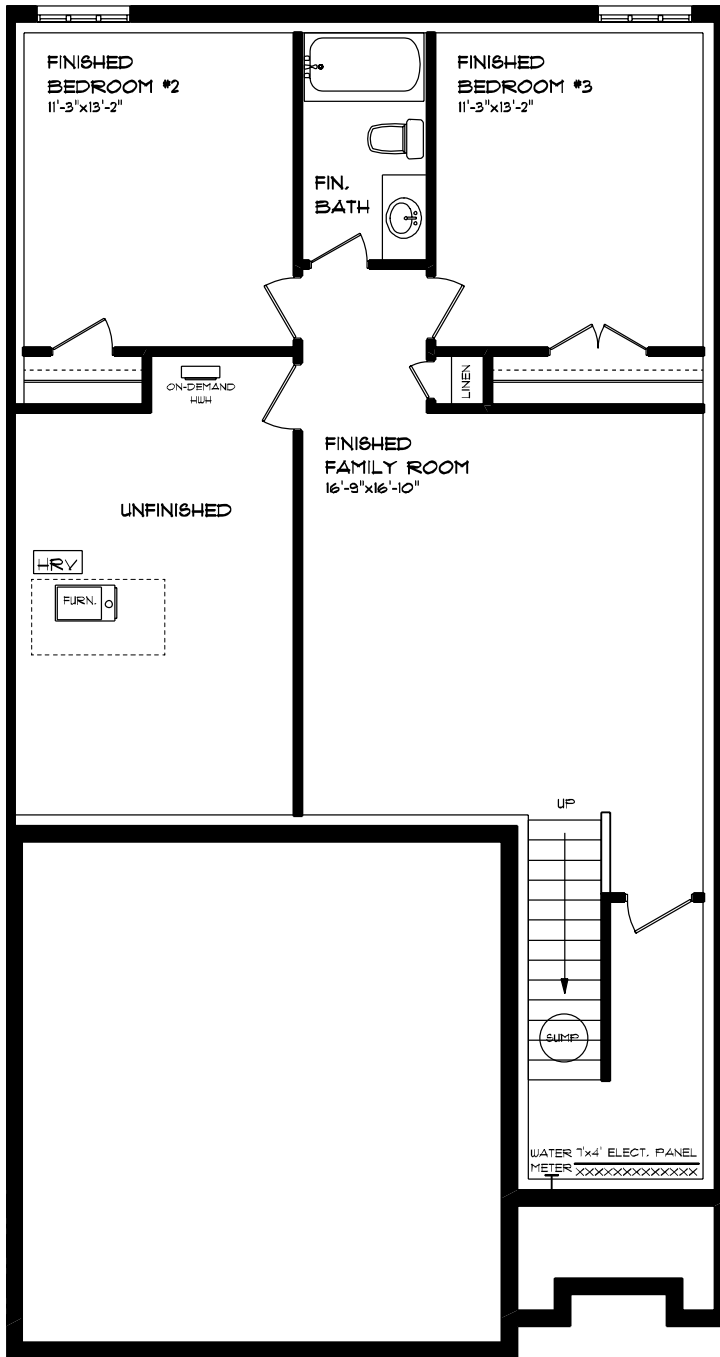 FINISHED
BEDROOM #2
11'-3"x13'-2"
FINISHED
BEDROOM #3
11'-3"x13'-2"
FIN.
BATH
ON-DEMAND
HWH
LINEN
FINISHED
FAMILY ROOM
16'-9"x16'-10"
UNFINISHED
HRV
FURN.
UP
SUMP
WATER
METER
7'x4' ELECT. PANEL